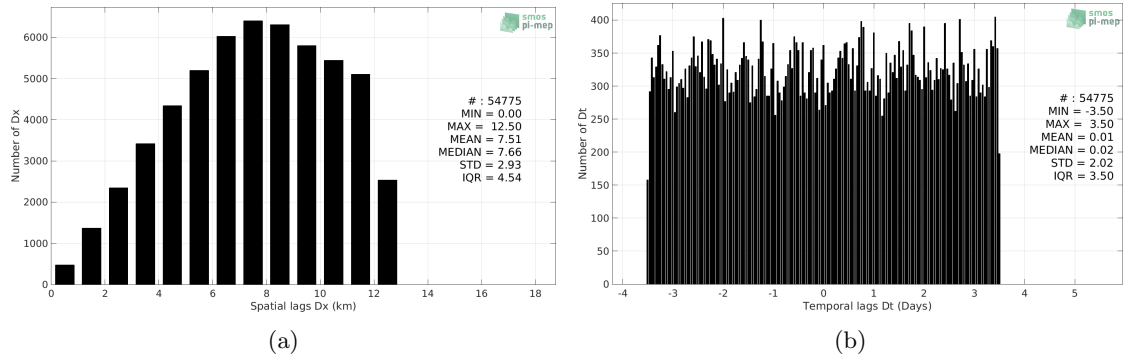 smos
pi-mep
Number of Dx
6000
5000
4000
3000
2000
1000
0
# : 54775
MIN = 0.00
MAX = 12.50
MEAN = 7.51
MEDIAN = 7.66
STD = 2.93
IQR = 4.54
0 2 4 6 8 10 12 14 16 18
Spatial lags Dx (km)
(a)
smos
pi-mep
Number of Dt
400
350
300
250
200
150
100
50
0
# : 54775
MIN = -3.50
MAX = 3.50
MEAN = 0.01
MEDIAN = 0.02
STD = 2.02
IQR = 3.50
-4 -3 -2 -1 0 1 2 3 4 5
Temporal lags Dt (Days)
(b)